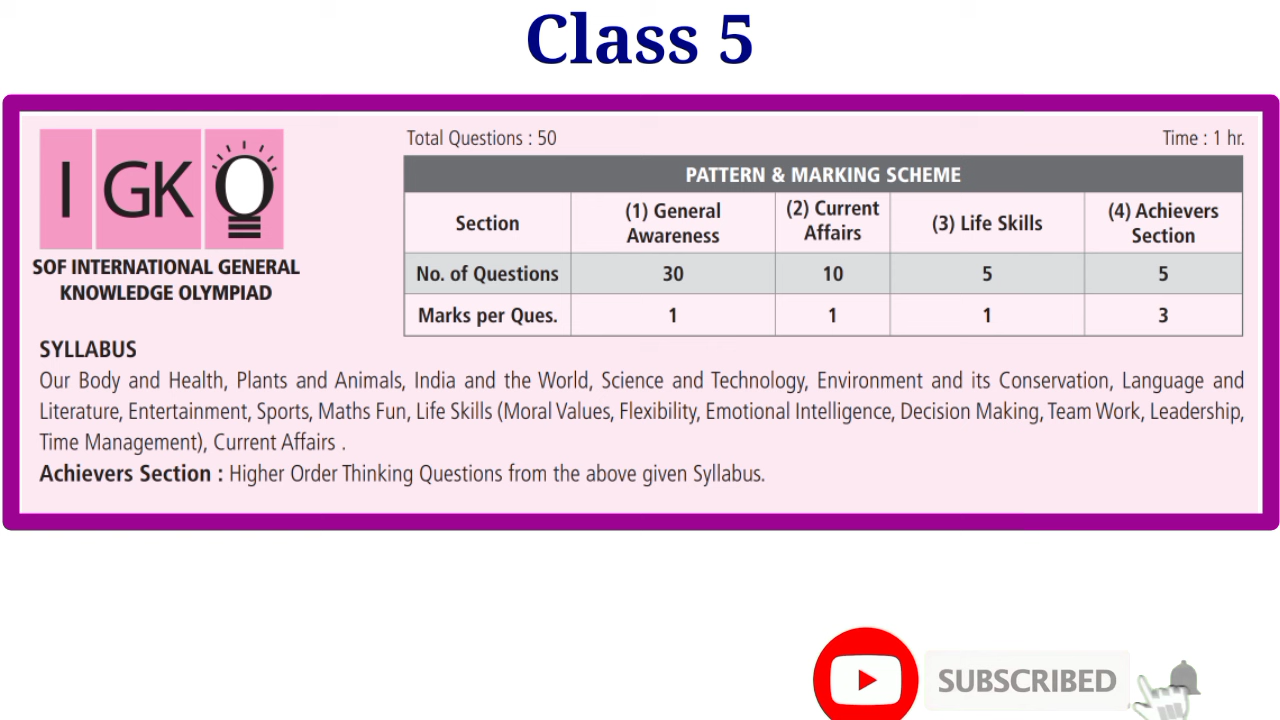 Class 5
I GKO
SOF INTERNATIONAL GENERAL
KNOWLEDGE OLYMPIAD
Total Questions : 50 Time : 1 hr.
PATTERN & MARKING SCHEME
Section (1) General Awareness (2) Current Affairs (3) Life Skills (4) Achievers Section
No. of Questions 30 10 5 5
Marks per Ques. 1 1 1 3
SYLLABUS
Our Body and Health, Plants and Animals, India and the World, Science and Technology, Environment and its Conservation, Language and
Literature, Entertainment, Sports, Maths Fun, Life Skills (Moral Values, Flexibility, Emotional Intelligence, Decision Making, Team Work, Leadership,
Time Management), Current Affairs .
Achievers Section : Higher Order Thinking Questions from the above given Syllabus.
SUBSCRIBED